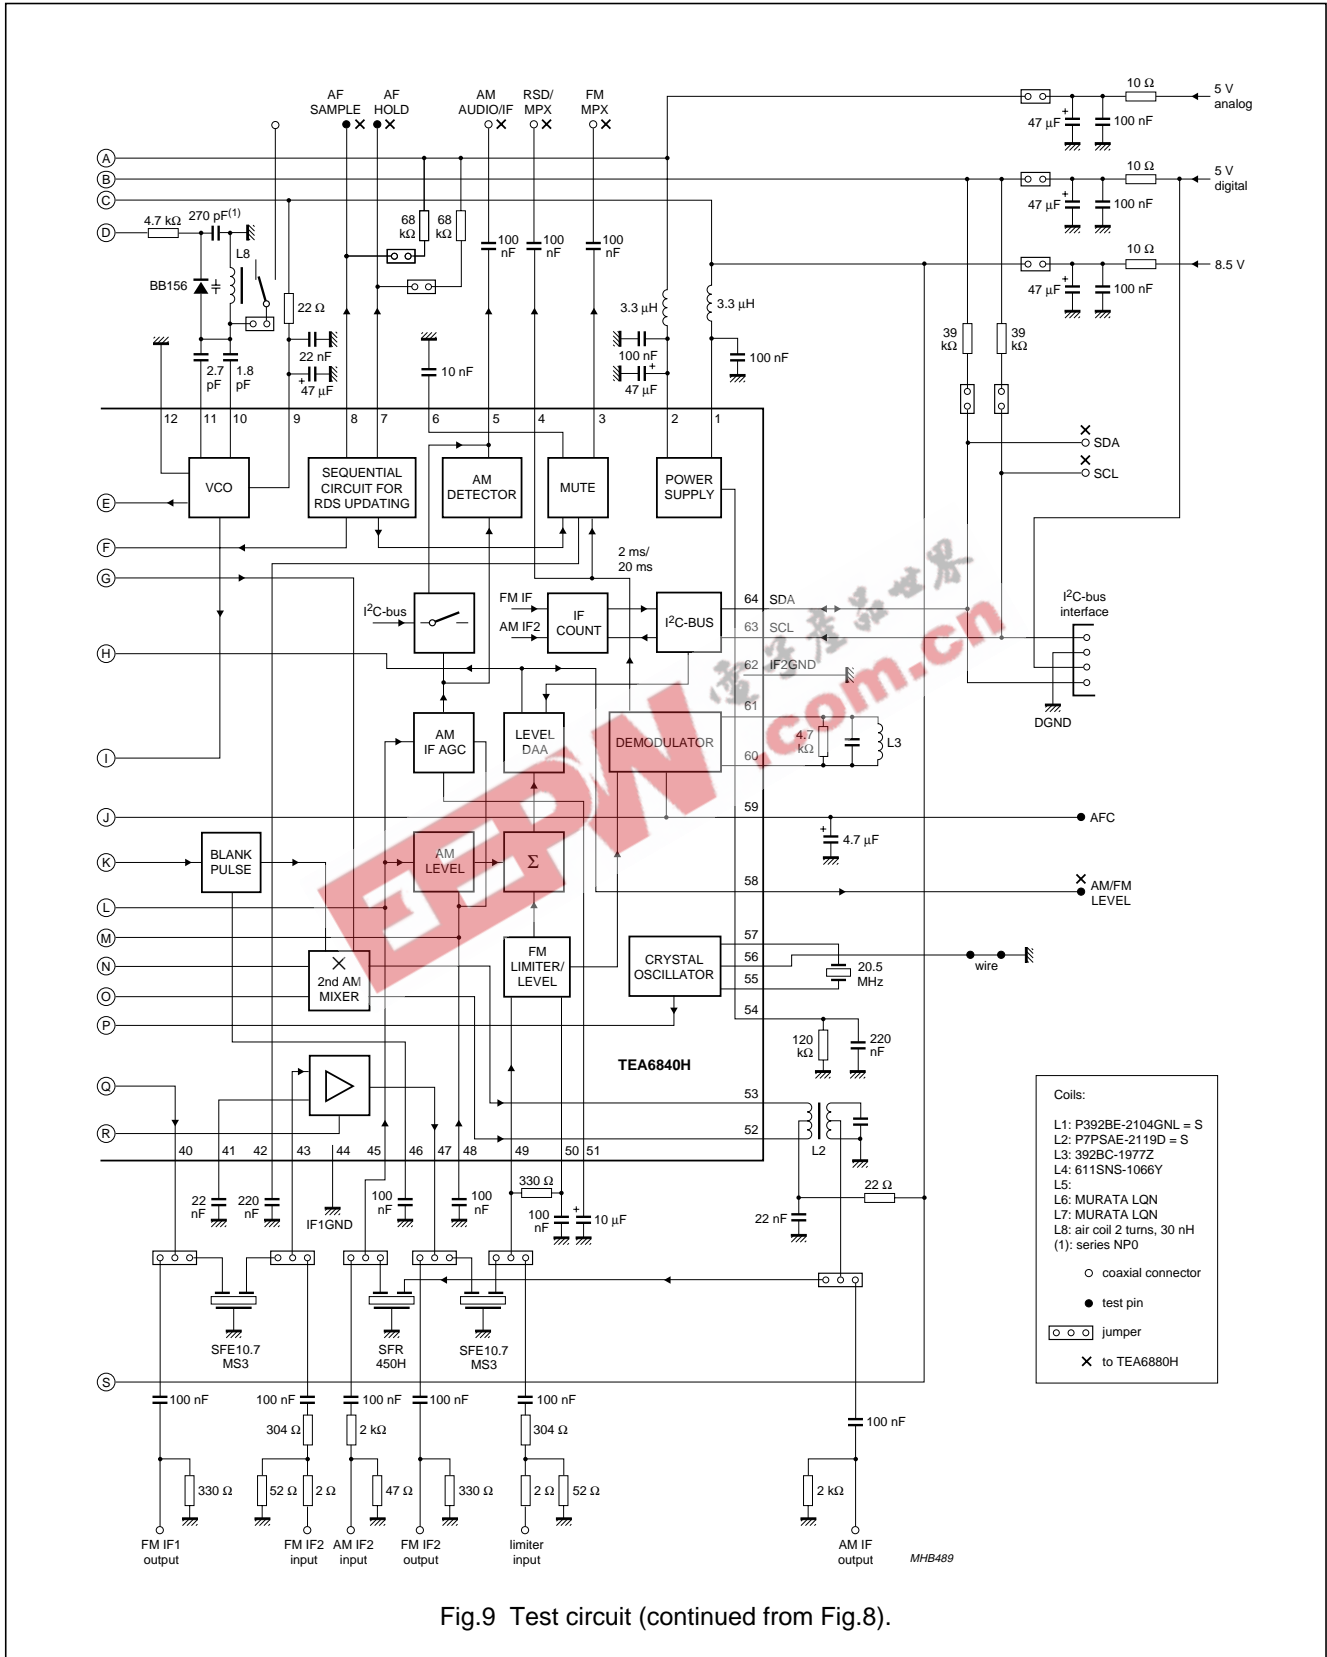 AF SAMPLE
AF HOLD
AM AUDIO/IF
RSD/ MPX
FM MPX
10 Ω
5 V analog
47 µF
100 nF
A
B
C
D
10 Ω
5 V digital
47 µF
100 nF
10 Ω
8.5 V
47 µF
100 nF
4.7 kΩ
270 pF(1)
L8
BB156
68 kΩ
68 kΩ
100 nF
100 nF
100 nF
22 Ω
22 nF
47 µF
2.7 pF
1.8 pF
10 nF
3.3 µH
3.3 µH
100 nF
47 µF
100 nF
39 kΩ
39 kΩ
12
11
10
9
8
7
6
5
4
3
2
1
SDA
SCL
VCO
SEQUENTIAL CIRCUIT FOR RDS UPDATING
AM DETECTOR
MUTE
POWER SUPPLY
E
F
G
H
I
J
K
L
M
N
O
P
Q
R
S
2 ms/ 20 ms
I2C-bus
FM IF
AM IF2
IF COUNT
I2C-BUS
64
SDA
63
SCL
62
IF2GND
61
60
59
58
57
56
55
54
53
52
I2C-bus interface
DGND
AM IF AGC
LEVEL DAA
DEMODULATOR
4.7 kΩ
L3
AFC
4.7 µF
BLANK PULSE
AM LEVEL
Σ
AM/FM LEVEL
2nd AM MIXER
FM LIMITER/ LEVEL
CRYSTAL OSCILLATOR
20.5 MHz
wire
120 kΩ
220 nF
TEA6840H
L2
22 Ω
22 nF
40
41
42
43
44
45
46
47
48
49
50
51
22 nF
220 nF
IF1GND
100 nF
100 nF
330 Ω
100 nF
10 µF
SFE10.7 MS3
SFR 450H
SFE10.7 MS3
100 nF
100 nF
100 nF
100 nF
100 nF
100 nF
304 Ω
2 kΩ
304 Ω
330 Ω
52 Ω
2 Ω
47 Ω
330 Ω
2 Ω
52 Ω
2 kΩ
FM IF1 output
FM IF2 input
AM IF2 input
FM IF2 output
limiter input
AM IF output
MHB489
Coils:
L1: P392BE-2104GNL = S
L2: P7PSAE-2119D = S
L3: 392BC-1977Z
L4: 611SNS-1066Y
L5:
L6: MURATA LQN
L7: MURATA LQN
L8: air coil 2 turns, 30 nH
(1): series NP0
coaxial connector
test pin
jumper
to TEA6880H
EEPW
.com.cn
電子產品世界
Fig.9 Test circuit (continued from Fig.8).